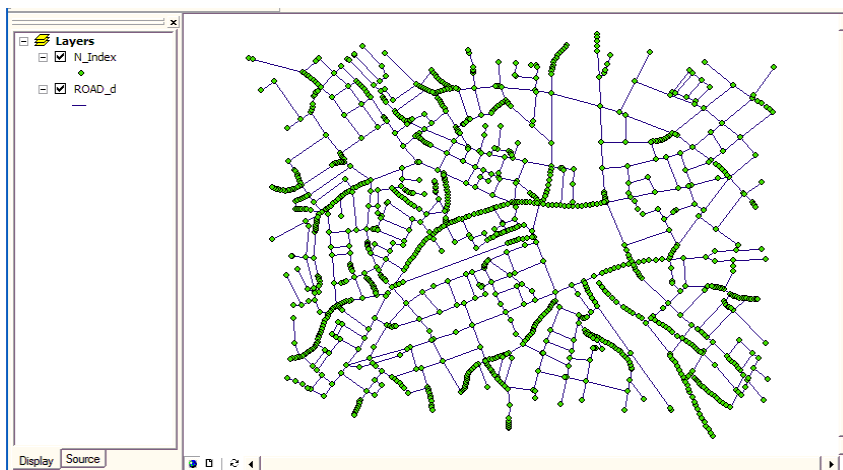 Layers
N_Index
ROAD_d
Display
Source